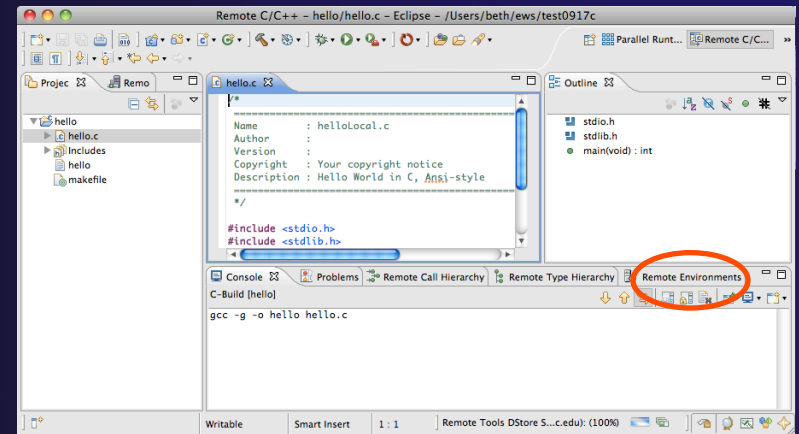 Remote C/C++ - hello/hello.c - Eclipse - /Users/beth/ews/test0917c
Parallel Runt... Remote C/C... »
Projec Remo
hello
hello.c
Includes
hello
makefile
hello.c
/*
============================================
Name : helloLocal.c
Author :
Version :
Copyright : Your copyright notice
Description : Hello World in C, Ansi-style
============================================
*/
#include <stdio.h>
#include <stdlib.h>
Outline
stdio.h
stdlib.h
main(void) : int
Console Problems Remote Call Hierarchy Remote Type Hierarchy Remote Environments
C-Build [hello]
gcc -g -o hello hello.c
Writable Smart Insert 1 : 1 Remote Tools DStore S...c.edu): (100%)